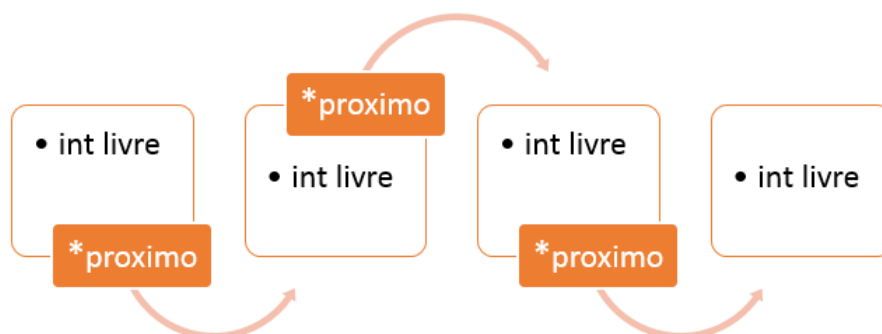 • int livre
*proximo
*proximo
• int livre
• int livre
*proximo
• int livre